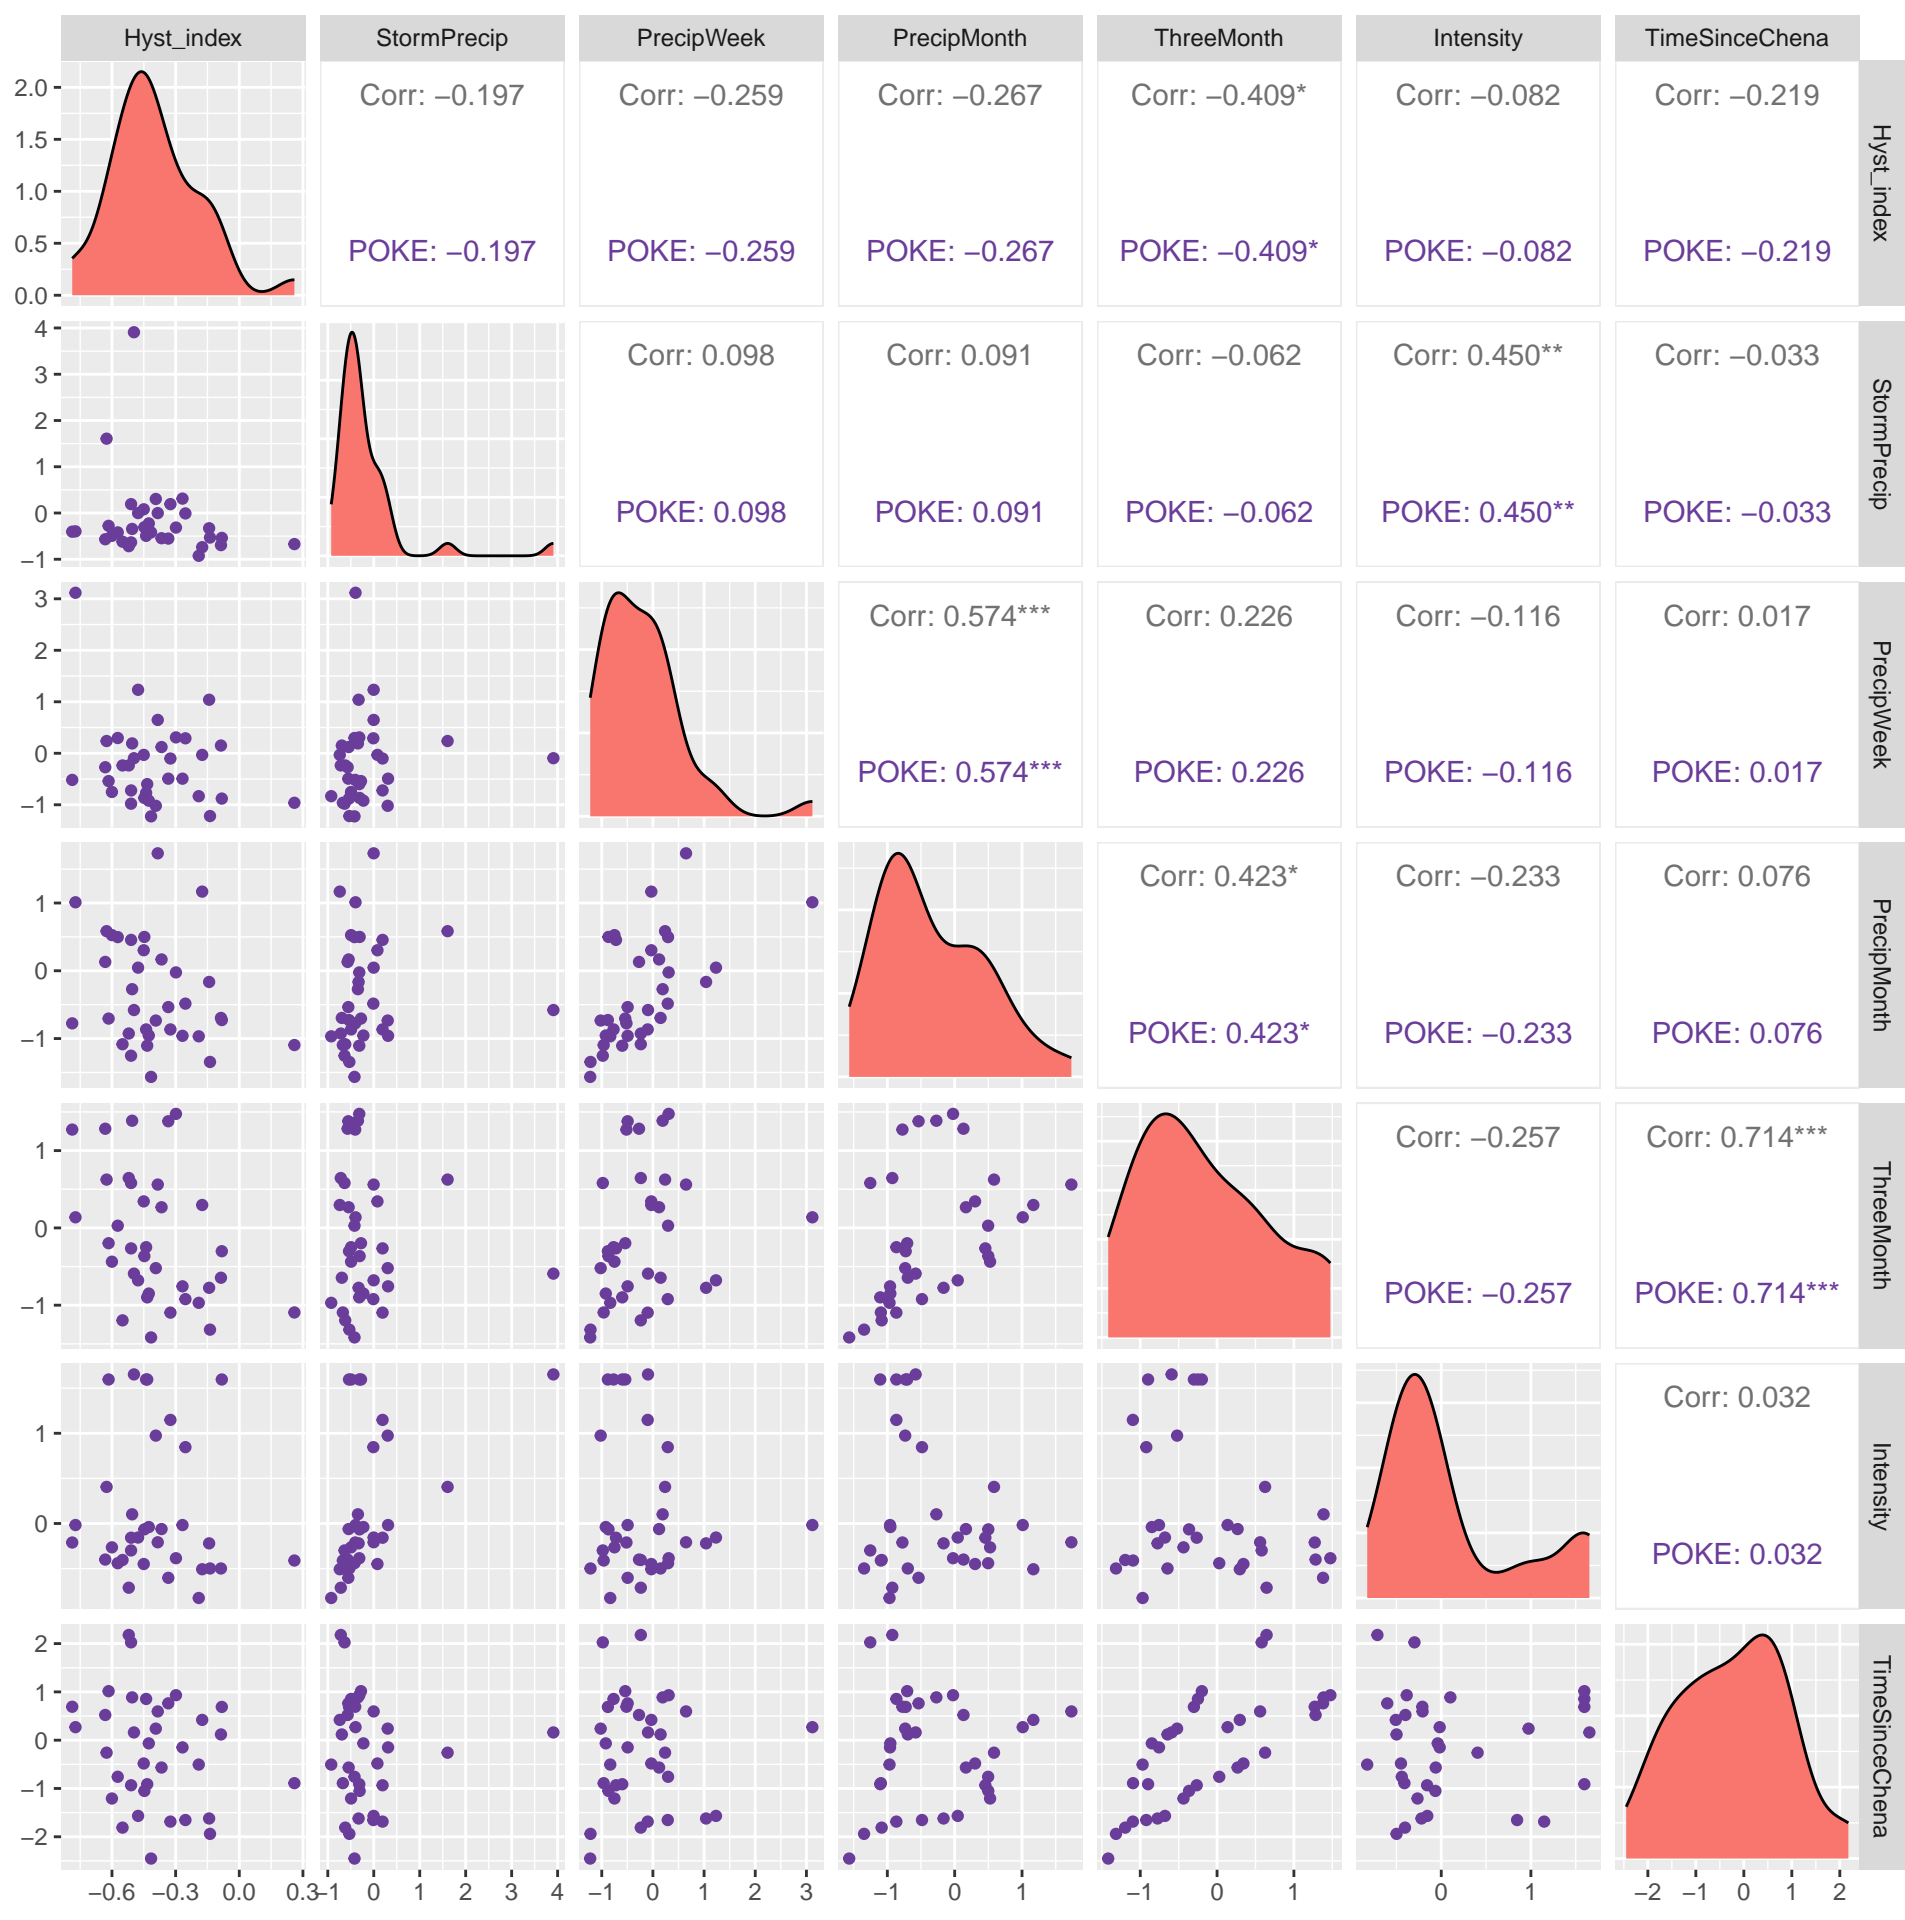 Hyst_index StormPrecip PrecipWeek PrecipMonth ThreeMonth Intensity TimeSinceChena
2.0
1.5
1.0
0.5
0.0
Corr: −0.197 Corr: −0.259 Corr: −0.267 Corr: −0.409* Corr: −0.082 Corr: −0.219
POKE: −0.197 POKE: −0.259 POKE: −0.267 POKE: −0.409* POKE: −0.082 POKE: −0.219
Hyst_index
4
3
2
1
0
−1
Corr: 0.098 Corr: 0.091 Corr: −0.062 Corr: 0.450** Corr: −0.033
POKE: 0.098 POKE: 0.091 POKE: −0.062 POKE: 0.450** POKE: −0.033
StormPrecip
3
2
1
0
−1
Corr: 0.574*** Corr: 0.226 Corr: −0.116 Corr: 0.017
POKE: 0.574*** POKE: 0.226 POKE: −0.116 POKE: 0.017
PrecipWeek
1
0
−1
Corr: 0.423* Corr: −0.233 Corr: 0.076
POKE: 0.423* POKE: −0.233 POKE: 0.076
PrecipMonth
1
0
−1
Corr: −0.257 Corr: 0.714***
POKE: −0.257 POKE: 0.714***
ThreeMonth
1
0
Corr: 0.032
POKE: 0.032
Intensity
2
1
0
−1
−2
TimeSinceChena
−0.6 −0.3 0.0 0.3 −1 0 1 2 3 4 −1 0 1 2 3 −1 0 1 −1 0 1 0 1 −2 −1 0 1 2